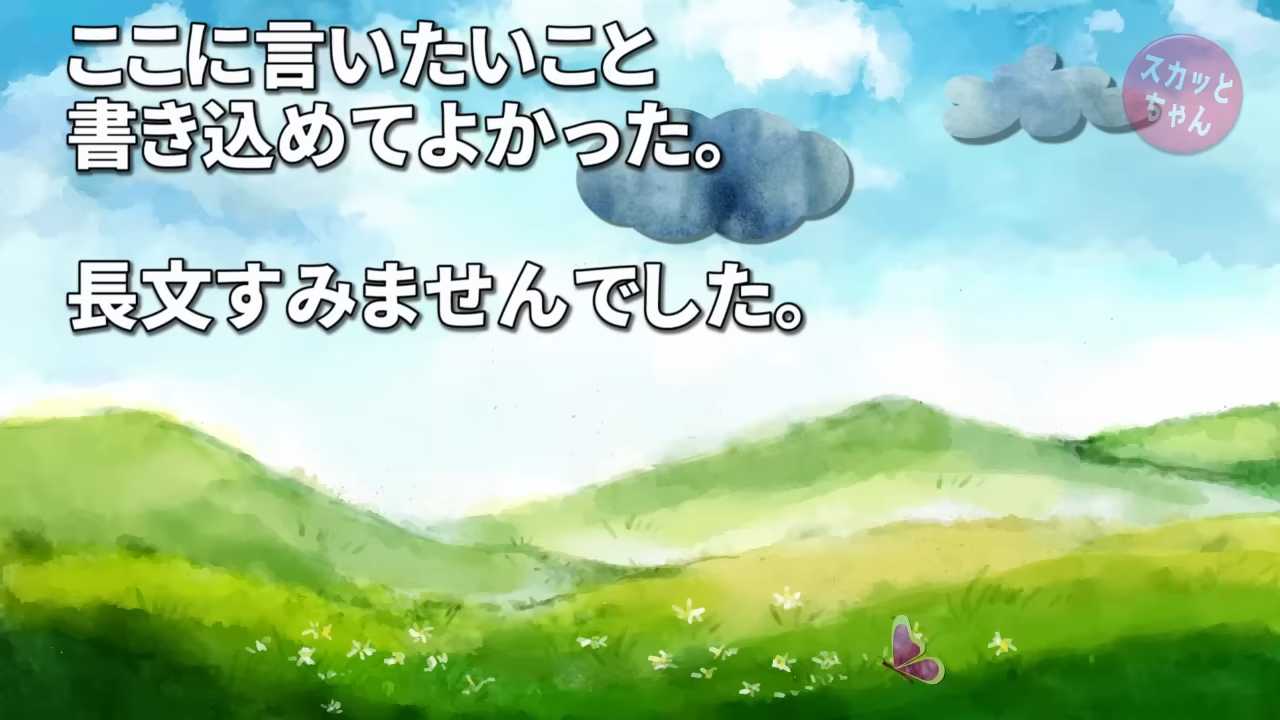 ここに言いたいこと
書き込めてよかった。
長文すみませんでした。
スカッと
ちゃん